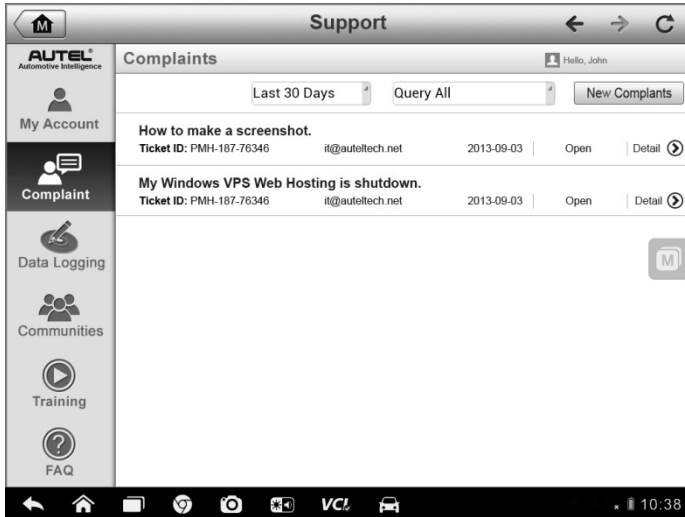 M
Support
AUTEL®
Automotive Intelligence
Complaints
Hello, John
Last 30 Days
Query All
New Complants
My Account
How to make a screenshot.
Ticket ID: PMH-187-76346 it@auteltech.net 2013-09-03 Open Detail
Complaint
My Windows VPS Web Hosting is shutdown.
Ticket ID: PMH-187-76346 it@auteltech.net 2013-09-03 Open Detail
Data Logging
M
Communities
Training
?
FAQ
VCI
10:38